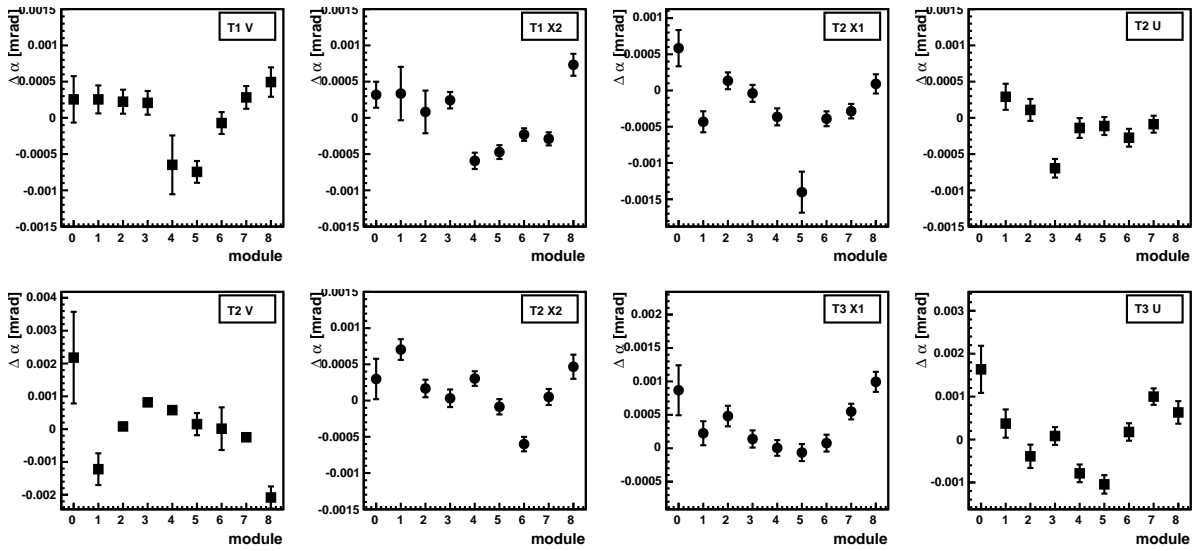 0.0015
T1 V
Δ α [mrad]
0.001
0.0005
0
-0.0005
-0.001
-0.0015
0 1 2 3 4 5 6 7 8
module
0.0015
T1 X2
Δ α [mrad]
0.001
0.0005
0
-0.0005
-0.001
-0.0015
0 1 2 3 4 5 6 7 8
module
0.001
T2 X1
Δ α [mrad]
0.0005
0
-0.0005
-0.001
-0.0015
0 1 2 3 4 5 6 7 8
module
0.0015
T2 U
Δ α [mrad]
0.001
0.0005
0
-0.0005
-0.001
-0.0015
0 1 2 3 4 5 6 7 8
module
0.004
T2 V
Δ α [mrad]
0.003
0.002
0.001
0
-0.001
-0.002
0 1 2 3 4 5 6 7 8
module
0.0015
T2 X2
Δ α [mrad]
0.001
0.0005
0
-0.0005
-0.001
-0.0015
0 1 2 3 4 5 6 7 8
module
T3 X1
Δ α [mrad]
0.002
0.0015
0.001
0.0005
0
-0.0005
0 1 2 3 4 5 6 7 8
module
T3 U
Δ α [mrad]
0.003
0.002
0.001
0
-0.001
0 1 2 3 4 5 6 7 8
module